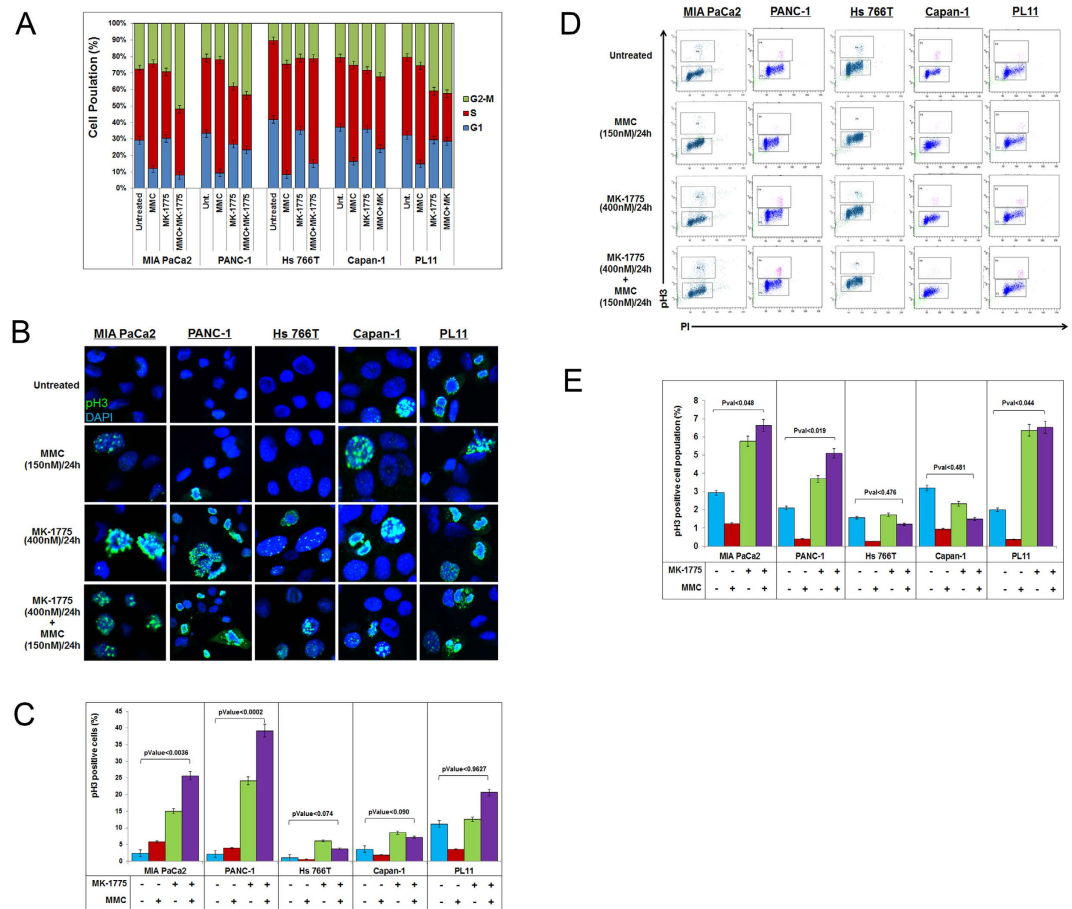 A
Cell Poulation (%)
100%
90%
80%
70%
60%
50%
40%
30%
20%
10%
0%
G2-M
S
G1
Untreated MMC MK-1775 MMC+MK-1775 Unt. MMC MK-1775 MMC+MK-1775 Untreated MMC MK-1775 MMC+MK-1775 Unt. MMC MK-1775 MMC+MK Unt. MMC MK-1775 MMC+MK
MIA PaCa2 PANC-1 Hs 766T Capan-1 PL11
B
MIA PaCa2 PANC-1 Hs 766T Capan-1 PL11
Untreated
pH3
DAPI
MMC
(150nM)/24h
MK-1775
(400nM)/24h
MK-1775
(400nM)/24h
+
MMC
(150nM)/24h
C
pH3 positive cells (%)
45
40
35
30
25
20
15
10
5
0
pValue<0.0036 pValue<0.0002 pValue<0.074 pValue<0.090 pValue<0.9627
MIA PaCa2 PANC-1 Hs 766T Capan-1 PL11
MK-1775 - - + + - - + + - - + + - - + + - - + +
MMC - + - + - + - + - + - + - + - + - + - +
D
MIA PaCa2 PANC-1 Hs 766T Capan-1 PL11
Untreated
MMC
(150nM)/24h
MK-1775
(400nM)/24h
MK-1775
(400nM)/24h
+
MMC
(150nM)/24h
pH3
PI
E
pH3 positive cell population (%)
8
7
6
5
4
3
2
1
0
Pval<0.048 Pval<0.019 Pval<0.476 Pval<0.481 Pval<0.044
MIA PaCa2 PANC-1 Hs 766T Capan-1 PL11
MK-1775 - - + + - - + + - - + + - - + + - - + +
MMC - + - + - + - + - + - + - + - + - + - +